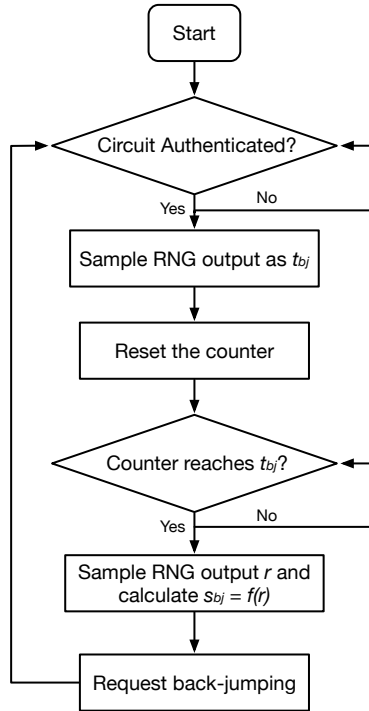 Start
Circuit Authenticated?
Yes
No
Sample RNG output as tbj
Reset the counter
Counter reaches tbj?
Yes
No
Sample RNG output r and
calculate sbj = f(r)
Request back-jumping